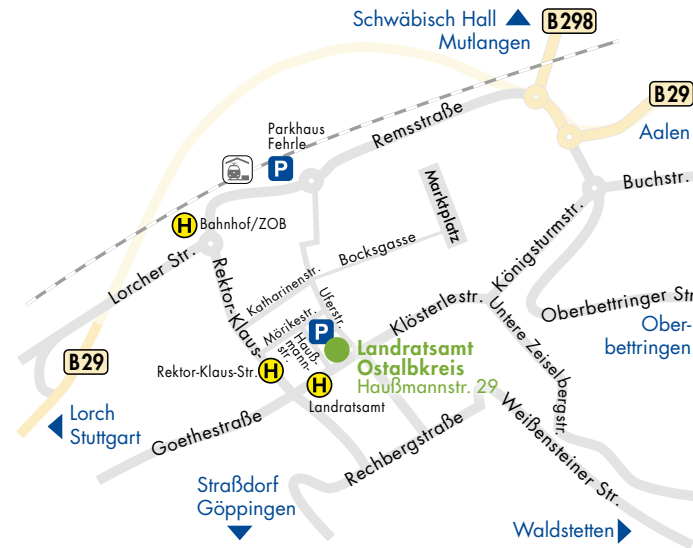 Schwäbisch Hall
Mutlangen
B298
B29
Aalen
Parkhaus
Fehrle
P
Remsstraße
Buchstr.
Marktplatz
H
Bahnhof/ZOB
Bocksgasse
Königsturmstr.
Lorcher Str.
Rektor-Klaus-
Katharinenstr.
Uferstr.
Klösterlestr.
Oberbettringer Str
Ober-
bettringen
Mörikestr.
Hauß-
mann-
str.
P
Untere Zeiselbergstr.
Landratsamt
Ostalbkreis
Haußmannstr. 29
B29
Rektor-Klaus-Str.
H
H
Landratsamt
Lorch
Stuttgart
Goethestraße
Rechbergstraße
Weißensteiner Str.
Straßdorf
Göppingen
Waldstetten